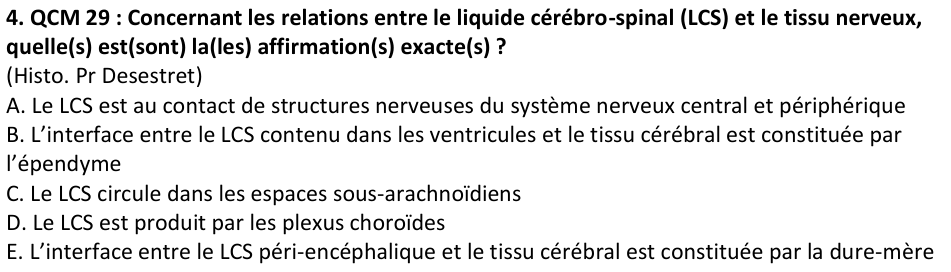 4. QCM 29 : Concernant les relations entre le liquide cérébro-spinal (LCS) et le tissu nerveux,
quelle(s) est(sont) la(les) affirmation(s) exacte(s) ?
(Histo. Pr Desestret)
A. Le LCS est au contact de structures nerveuses du système nerveux central et périphérique
B. L’interface entre le LCS contenu dans les ventricules et le tissu cérébral est constituée par
l’épendyme
C. Le LCS circule dans les espaces sous-arachnoïdiens
D. Le LCS est produit par les plexus choroïdes
E. L’interface entre le LCS péri-encéphalique et le tissu cérébral est constituée par la dure-mère